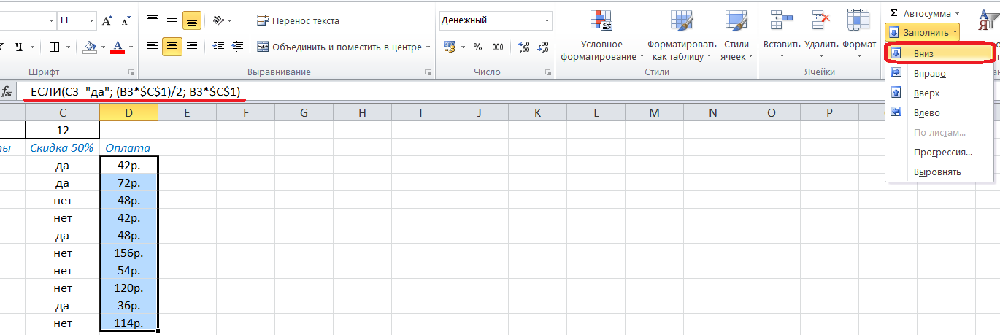 11 A A Перенос текста Денежный Σ Автосумма
Ч А Объединить и поместить в центре % 000 Условное форматирование Форматировать как таблицу Стили ячеек Вставить Удалить Формат Заполнить
Шрифт Выравнивание Число Стили Ячейки
Вниз
Вправо
Вверх
Влево
По листам...
Прогрессия...
Выровнять
fx =ЕСЛИ(C3="да"; (B3*$C$1)/2; B3*$C$1)
C D E F G H I J K L M N O P
12
ты Скидка 50% Оплата
да 42р.
да 72р.
нет 48р.
нет 42р.
да 48р.
нет 156р.
нет 54р.
нет 120р.
да 36р.
нет 114р.